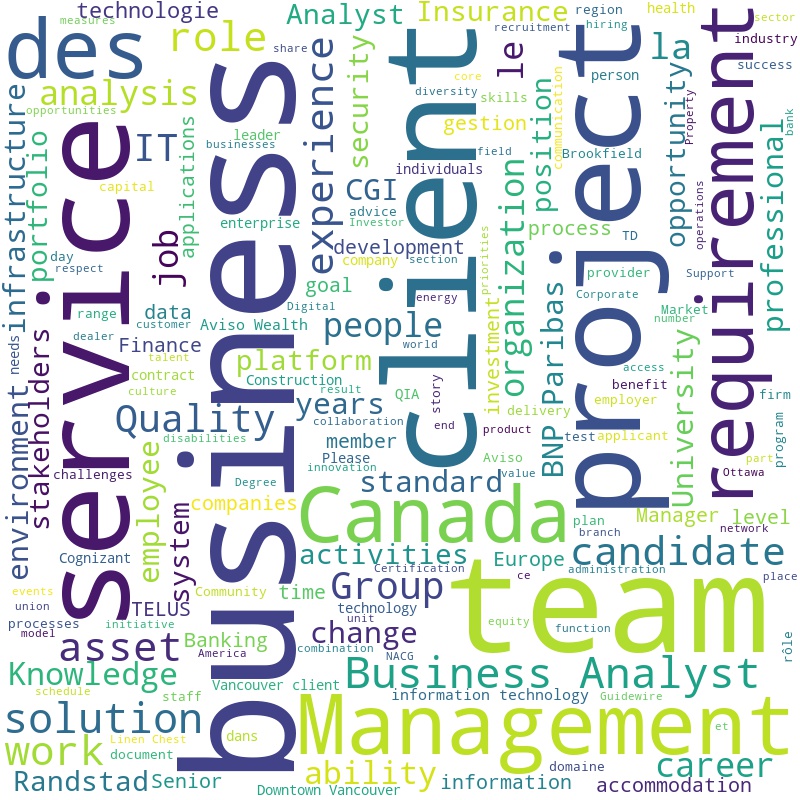 technologie
measures
des
role
Analyst
Insurance
region
health
sector
share
recruitment
hiring
le
la
industry
success
analysis
opportunities
infrastructure
portfolio
IT
leader
businesses
experience
security
core
diversity
skills
gestion
field
communication
person
position
Brookfield
opportunity
Property
professional
bank
capital
applications
service
business
client
project
requirement
individuals
CGI
advice
Investor
enterprise
development
company
section
organization
process
TD
operations
day
respect
job
goal
energy
priorities
provider
Support
Corporate
Market
number
range
data
customer
Digital
Aviso Wealth
people
world
investment
BNP Paribas
dealer
needs
Finance
talent
platform
contract
culture
Construction
result
QIA
story
access
benefit
employer
firm
stakeholders
Quality
years
collaboration
end
delivery
product
test
applicant
University
program
environment
disabilities
member
Please
innovation
Aviso
value
part
Ottawa
challenges
employee
system
Degree
standard
companies
Canada
plan
branch
Manager
level
network
Cognizant
activities
Europe
candidate
Certification
ce
administration
place
events
union
TELUS
Community
time
Group
technology
unit
team
processes
model
initiative
change
equity
function
rôle
asset
Banking
America
combination
NACG
Knowledge
schedule
staff
Vancouver client
Business Analyst
information technology
Guidewire
solution
Management
et
work
Linen Chest
document
dans
domaine
career
Randstad
Senior
ability
information
accommodation
Downtown Vancouver